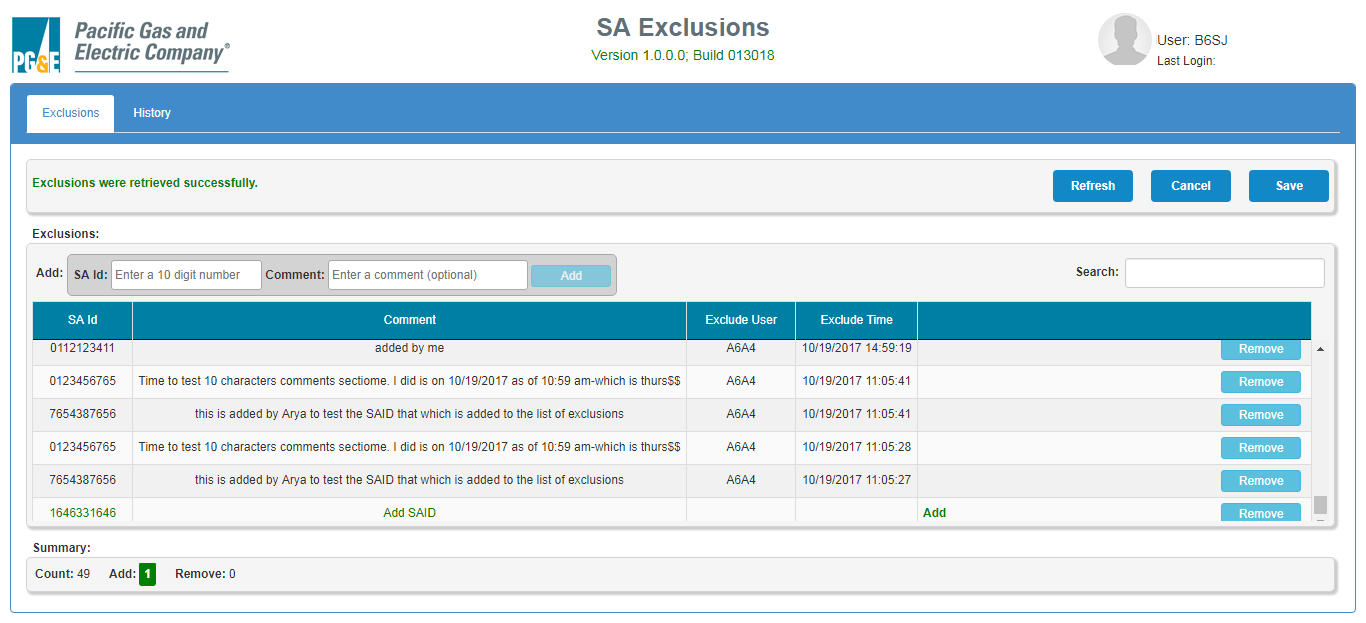 PG&E
Pacific Gas and
Electric Company®
SA Exclusions
Version 1.0.0.0; Build 013018
User: B6SJ
Last Login:
Exclusions History
Exclusions were retrieved successfully. Refresh Cancel Save
Exclusions:
Add: SA Id: Enter a 10 digit number Comment: Enter a comment (optional) Add Search:
SA Id Comment Exclude User Exclude Time
0112123411 added by me A6A4 10/19/2017 14:59:19 Remove
0123456765 Time to test 10 characters comments sectiome. I did is on 10/19/2017 as of 10:59 am-which is thurs$$ A6A4 10/19/2017 11:05:41 Remove
7654387656 this is added by Arya to test the SAID that which is added to the list of exclusions A6A4 10/19/2017 11:05:41 Remove
0123456765 Time to test 10 characters comments sectiome. I did is on 10/19/2017 as of 10:59 am-which is thurs$$ A6A4 10/19/2017 11:05:28 Remove
7654387656 this is added by Arya to test the SAID that which is added to the list of exclusions A6A4 10/19/2017 11:05:27 Remove
1646331646 Add SAID Add Remove
Summary:
Count: 49 Add: 1 Remove: 0